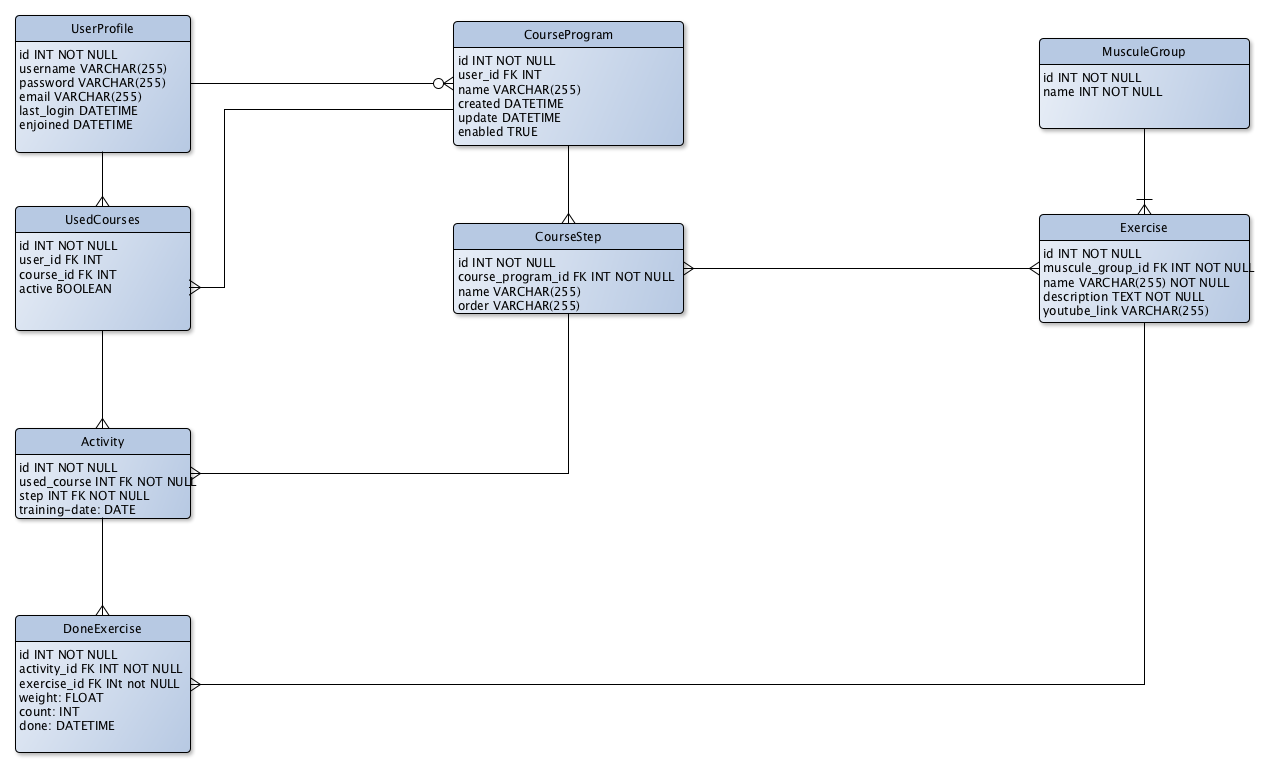 UserProfile
id INT NOT NULL
username VARCHAR(255)
password VARCHAR(255)
email VARCHAR(255)
last_login DATETIME
enjoined DATETIME
CourseProgram
id INT NOT NULL
user_id FK INT
name VARCHAR(255)
created DATETIME
update DATETIME
enabled TRUE
MusculeGroup
id INT NOT NULL
name INT NOT NULL
UsedCourses
id INT NOT NULL
user_id FK INT
course_id FK INT
active BOOLEAN
CourseStep
id INT NOT NULL
course_program_id FK INT NOT NULL
name VARCHAR(255)
order VARCHAR(255)
Exercise
id INT NOT NULL
muscule_group_id FK INT NOT NULL
name VARCHAR(255) NOT NULL
description TEXT NOT NULL
youtube_link VARCHAR(255)
Activity
id INT NOT NULL
used_course INT FK NOT NULL
step INT FK NOT NULL
training-date: DATE
DoneExercise
id INT NOT NULL
activity_id FK INT NOT NULL
exercise_id FK INt not NULL
weight: FLOAT
count: INT
done: DATETIME